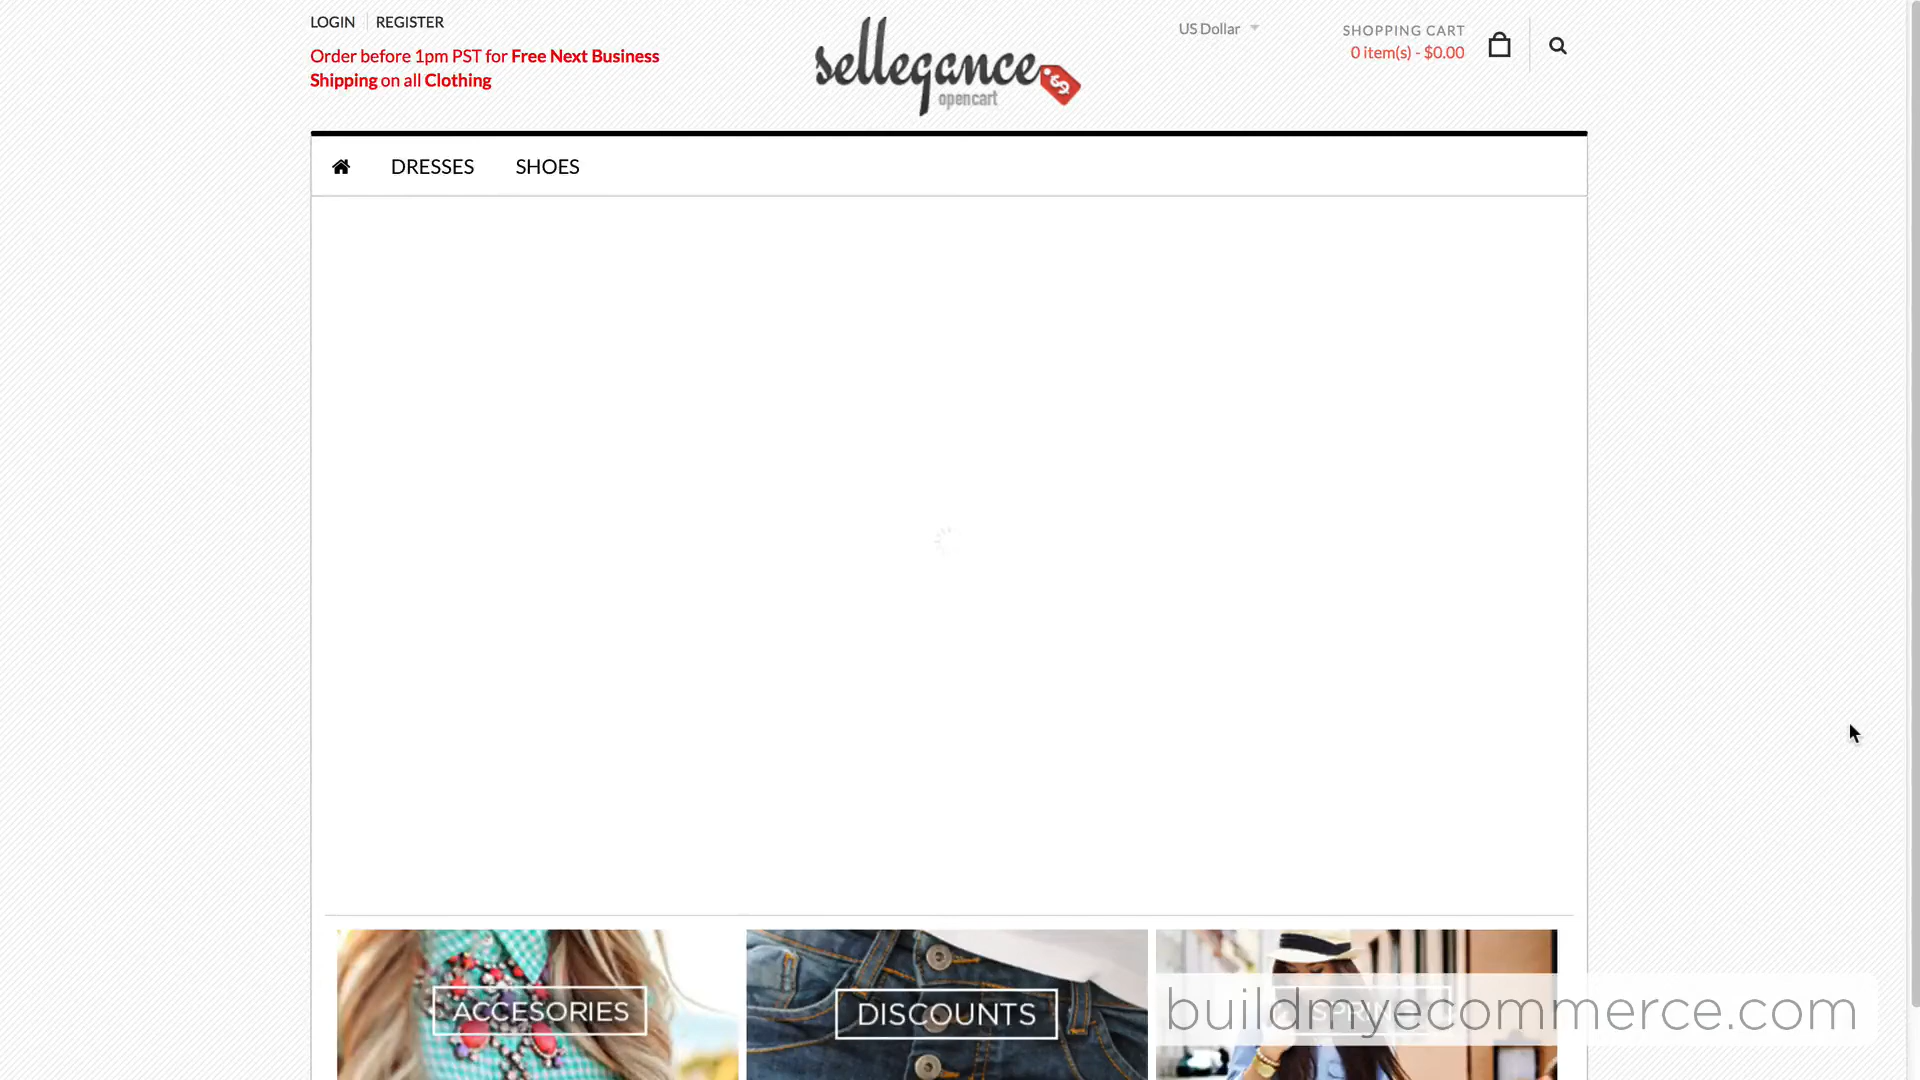 LOGIN REGISTER
Order before 1pm PST for Free Next Business
Shipping on all Clothing
sellegance
opencart
US Dollar
SHOPPING CART
0 item(s) - $0.00
DRESSES SHOES
ACCESORIES
DISCOUNTS
buildmyecommerce.com